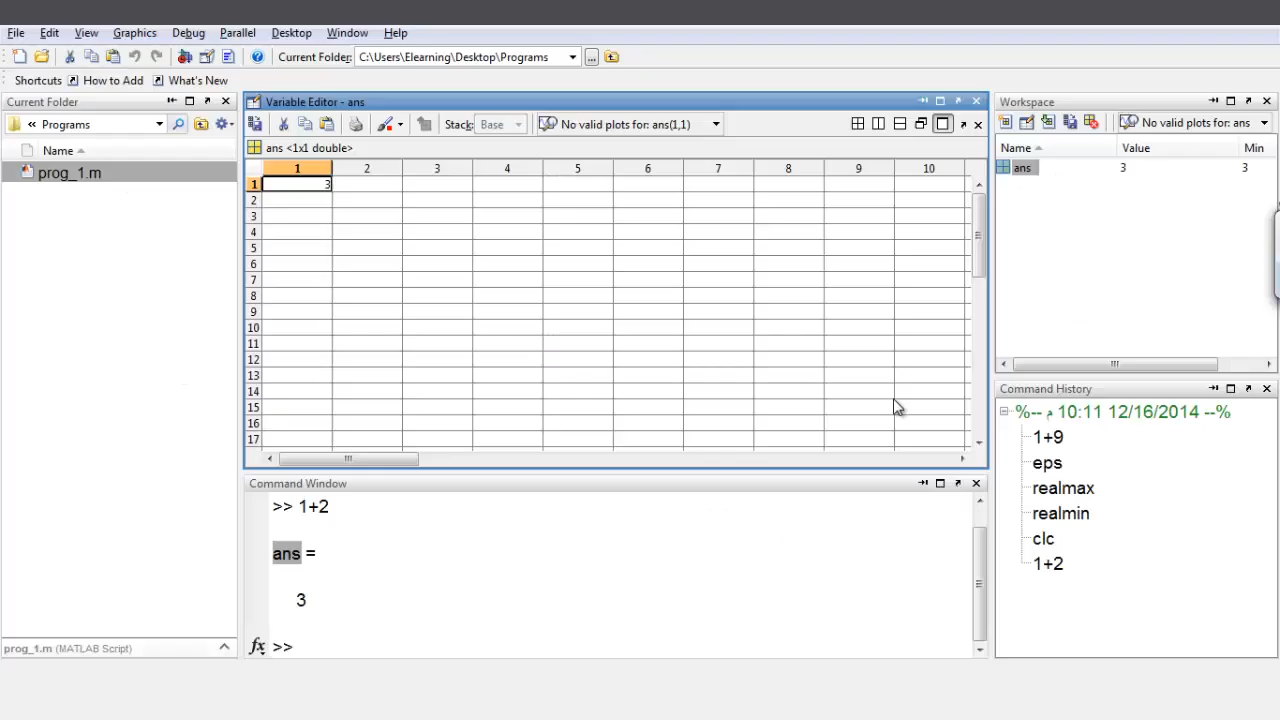 File Edit View Graphics Debug Parallel Desktop Window Help
Current Folder: C:\Users\Elearning\Desktop\Programs ...
Shortcuts How to Add What's New
Current Folder
« Programs
Name
prog_1.m
prog_1.m (MATLAB Script)
Variable Editor - ans
Stack: Base No valid plots for: ans(1,1)
ans <1x1 double>
1 2 3 4 5 6 7 8 9 10
1 3
2
3
4
5
6
7
8
9
10
11
12
13
14
15
16
17
Command Window
>> 1+2
ans =
3
fx >>
Workspace
No valid plots for: ans
Name Value Min
ans 3 3
Command History
%-- م 10:11 12/16/2014 --%
1+9
eps
realmax
realmin
clc
1+2